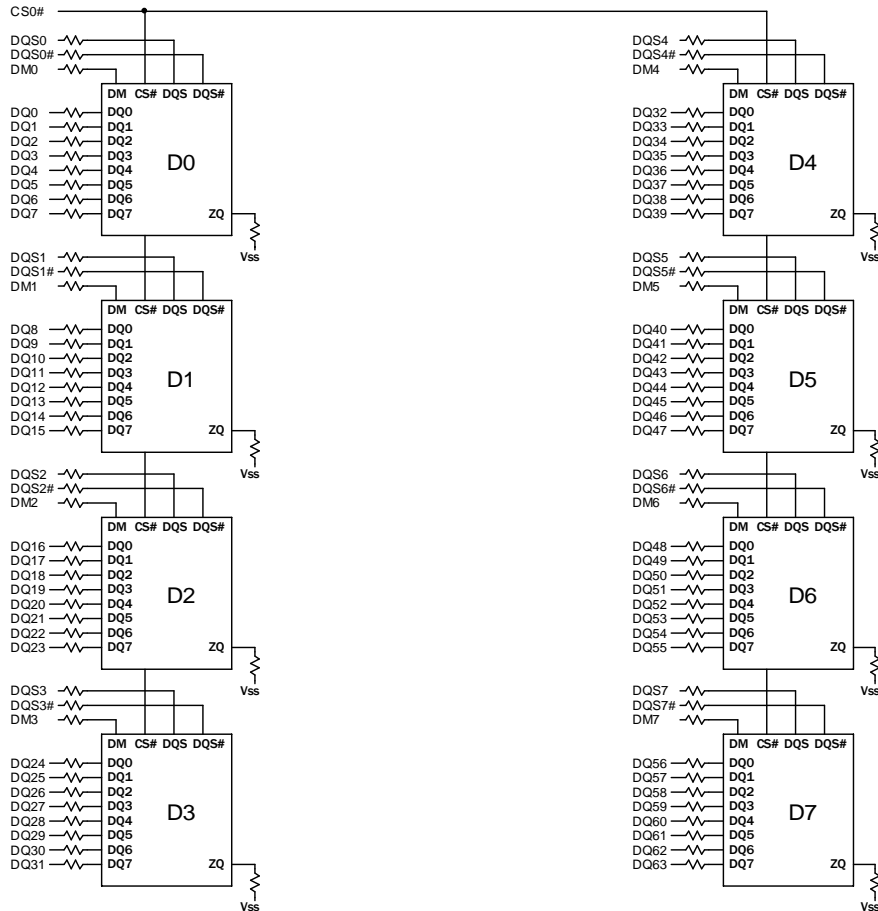 CS0#
DQS0
DQS0#
DM0
DM CS# DQS DQS#
DQ0 DQ0
DQ1 DQ1
DQ2 DQ2
DQ3 DQ3
DQ4 DQ4
DQ5 DQ5
DQ6 DQ6
DQ7 DQ7
D0
ZQ
Vss
DQS1
DQS1#
DM1
DM CS# DQS DQS#
DQ8 DQ0
DQ9 DQ1
DQ10 DQ2
DQ11 DQ3
DQ12 DQ4
DQ13 DQ5
DQ14 DQ6
DQ15 DQ7
D1
ZQ
Vss
DQS2
DQS2#
DM2
DM CS# DQS DQS#
DQ16 DQ0
DQ17 DQ1
DQ18 DQ2
DQ19 DQ3
DQ20 DQ4
DQ21 DQ5
DQ22 DQ6
DQ23 DQ7
D2
ZQ
Vss
DQS3
DQS3#
DM3
DM CS# DQS DQS#
DQ24 DQ0
DQ25 DQ1
DQ26 DQ2
DQ27 DQ3
DQ28 DQ4
DQ29 DQ5
DQ30 DQ6
DQ31 DQ7
D3
ZQ
Vss
DQS4
DQS4#
DM4
DM CS# DQS DQS#
DQ32 DQ0
DQ33 DQ1
DQ34 DQ2
DQ35 DQ3
DQ36 DQ4
DQ37 DQ5
DQ38 DQ6
DQ39 DQ7
D4
ZQ
Vss
DQS5
DQS5#
DM5
DM CS# DQS DQS#
DQ40 DQ0
DQ41 DQ1
DQ42 DQ2
DQ43 DQ3
DQ44 DQ4
DQ45 DQ5
DQ46 DQ6
DQ47 DQ7
D5
ZQ
Vss
DQS6
DQS6#
DM6
DM CS# DQS DQS#
DQ48 DQ0
DQ49 DQ1
DQ50 DQ2
DQ51 DQ3
DQ52 DQ4
DQ53 DQ5
DQ54 DQ6
DQ55 DQ7
D6
ZQ
Vss
DQS7
DQS7#
DM7
DM CS# DQS DQS#
DQ56 DQ0
DQ57 DQ1
DQ58 DQ2
DQ59 DQ3
DQ60 DQ4
DQ61 DQ5
DQ62 DQ6
DQ63 DQ7
D7
ZQ
Vss